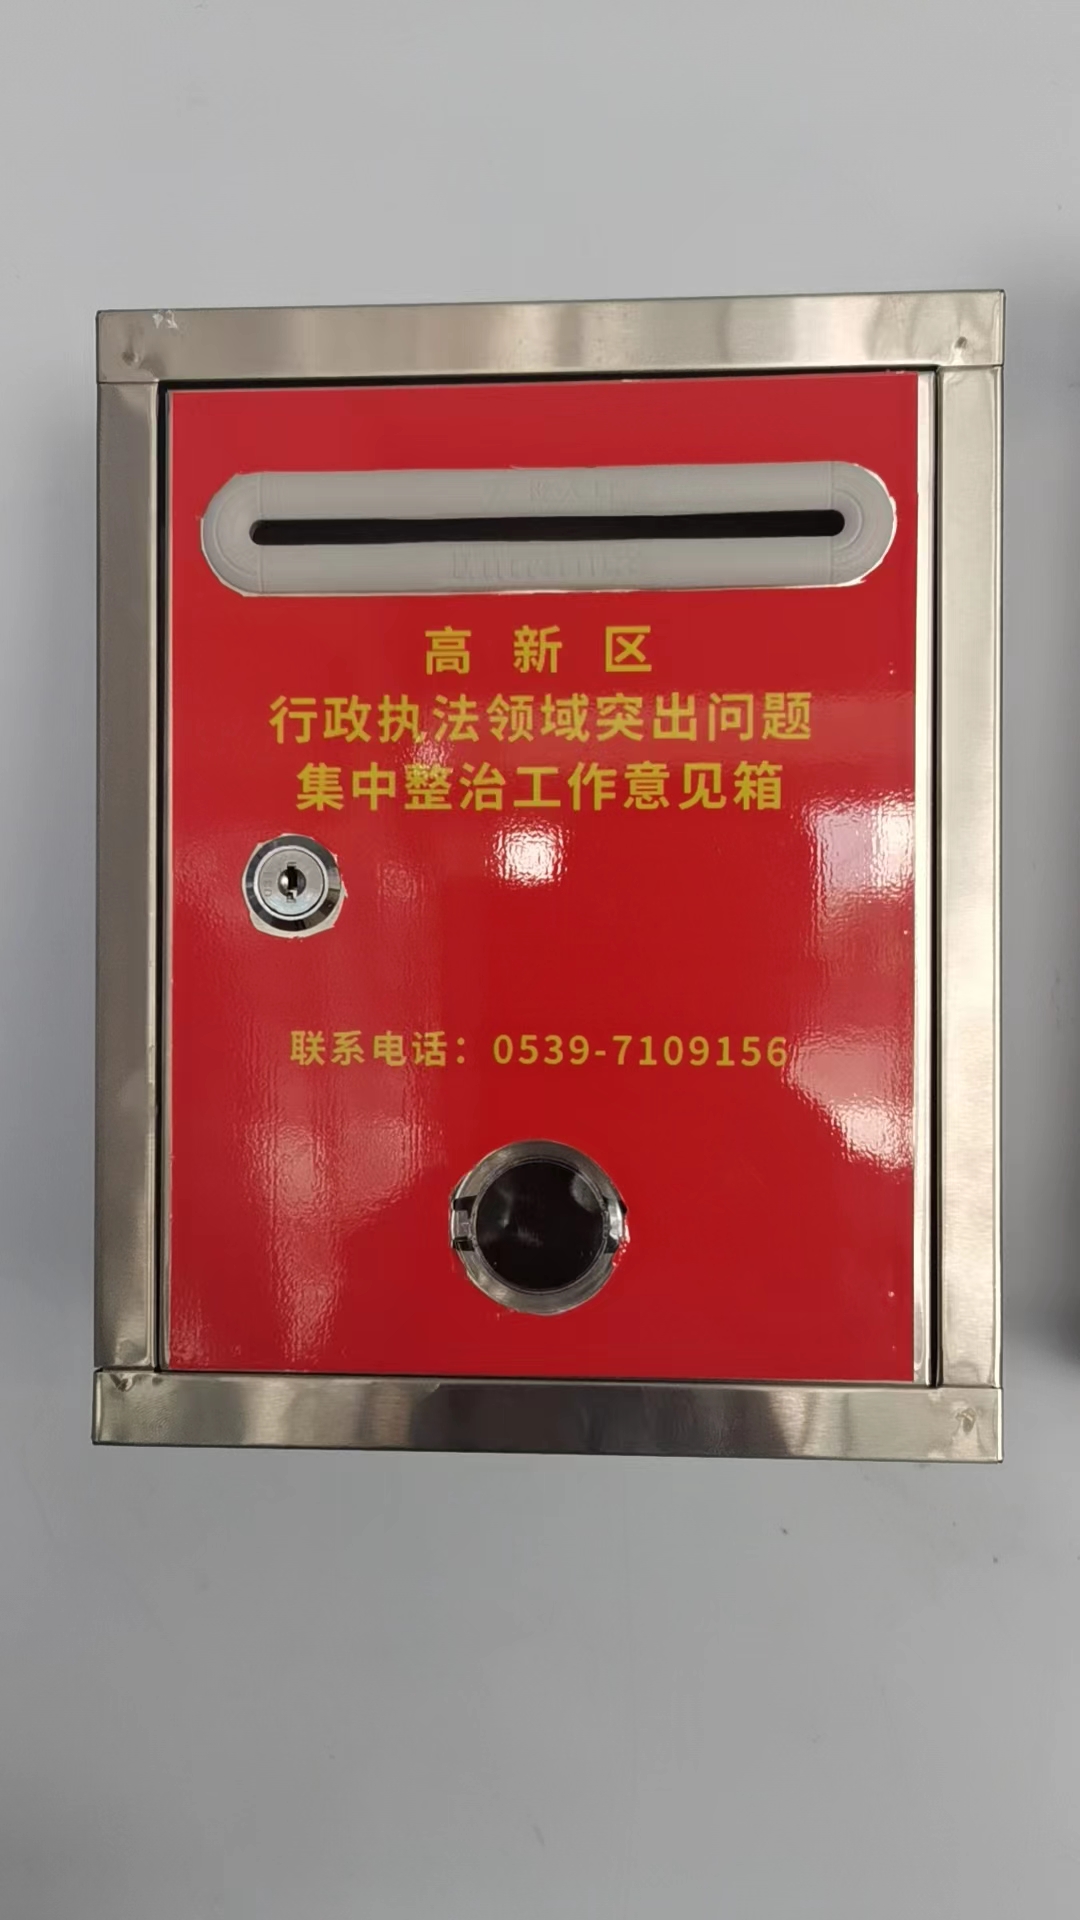 高新区
行政执法领域突出问题
集中整治工作意见箱
联系电话：0539-7109156